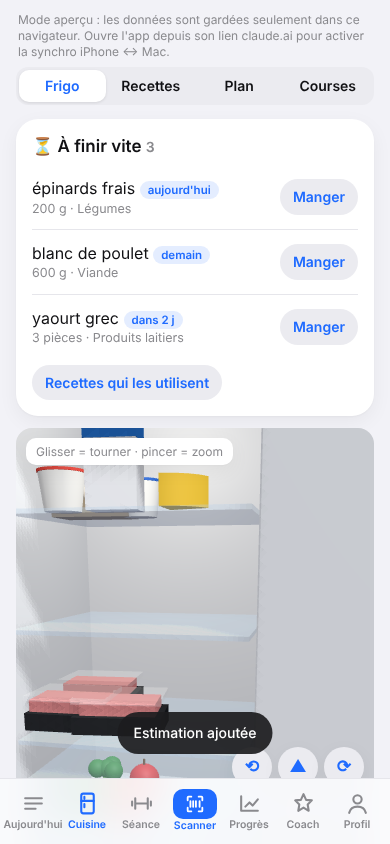 Mode aperçu : les données sont gardées seulement dans ce
navigateur. Ouvre l'app depuis son lien claude.ai pour activer
la synchro iPhone ↔ Mac.
Frigo Recettes Plan Courses
⏳ À finir vite 3
épinards frais aujourd'hui
200 g · Légumes
Manger
blanc de poulet demain
600 g · Viande
Manger
yaourt grec dans 2 j
3 pièces · Produits laitiers
Manger
Recettes qui les utilisent
Glisser = tourner · pincer = zoom
Estimation ajoutée
Aujourd'hui Cuisine Séance Scanner Progrès Coach Profil